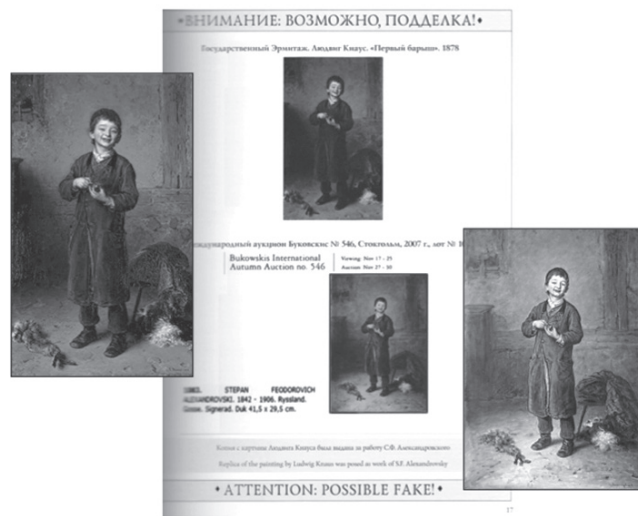 • ВНИМАНИЕ: ВОЗМОЖНО, ПОДДЕЛКА! •
Государственный Эрмитаж. Людвиг Кнаус. «Первый барыш». 1878
международный аукцион Буковскис № 546, Стокгольм, 2007 г., лот №
Bukowskis International
Autumn Auction no. 546
Viewing: Nov 17 - 25
Auction: Nov 27 - 30
STEPAN FEODOROVICH
ALEXANDROVSKI. 1842 - 1906. Ryssland.
Gosse. Signerad. Duk 41,5 x 29,5 cm.
Копия с картины Людвига Кнауса была выдана за работу С.Ф. Александровского
Replica of the painting by Ludwig Knaus was posed as work of S.F. Alexandrovsky
• ATTENTION: POSSIBLE FAKE! •
17